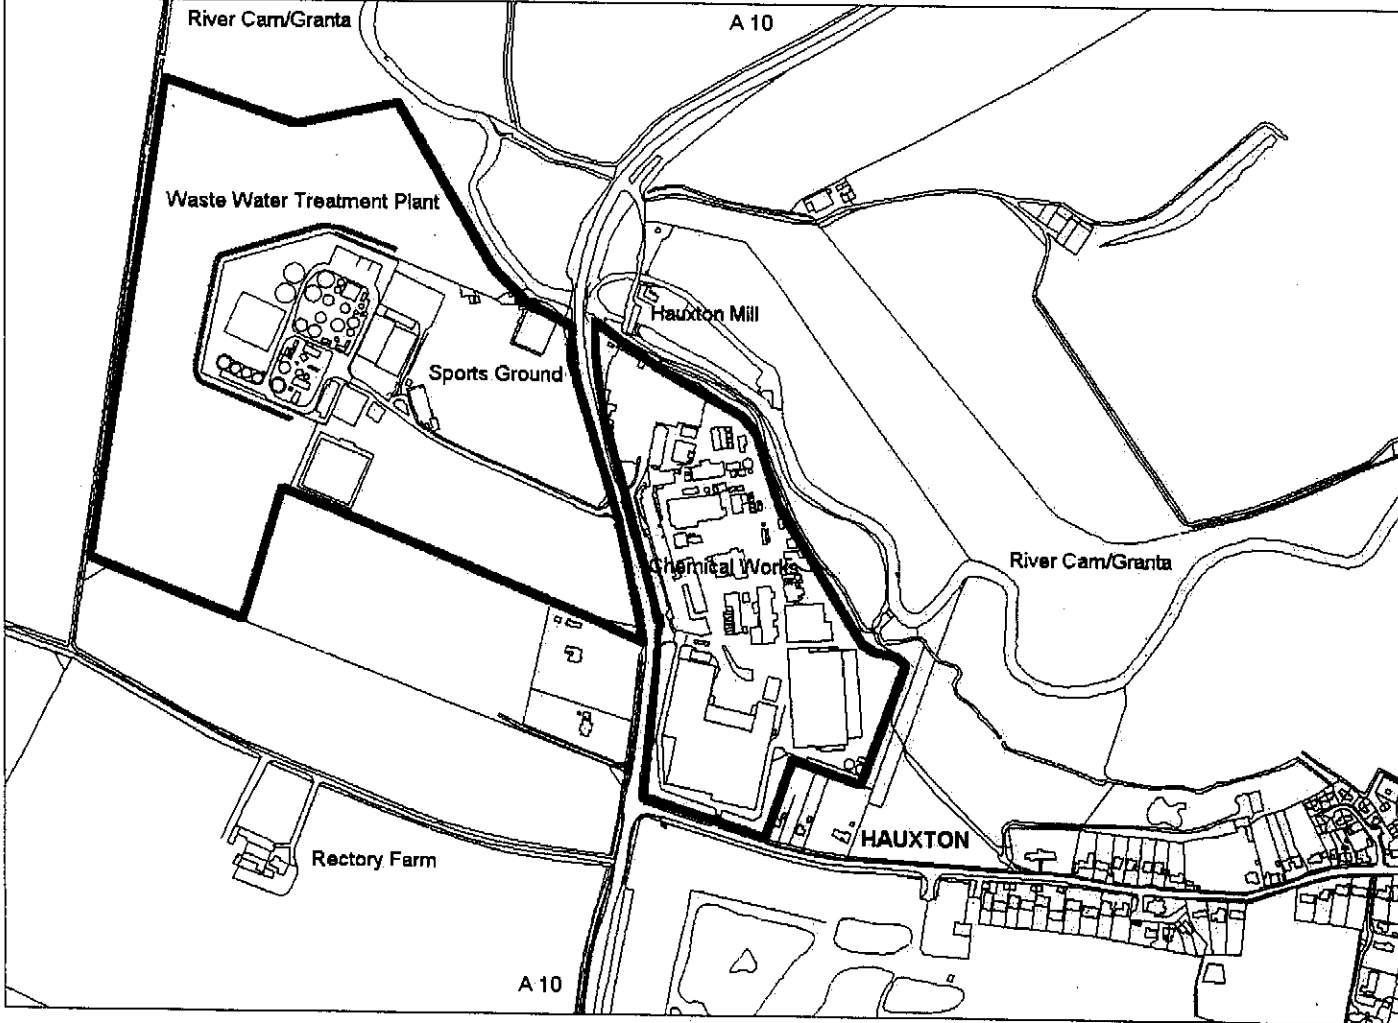 River Cam/Granta
A 10
Waste Water Treatment Plant
Hauxton Mill
Sports Ground
Chemical Works
River Cam/Granta
HAUXTON
Rectory Farm
A 10